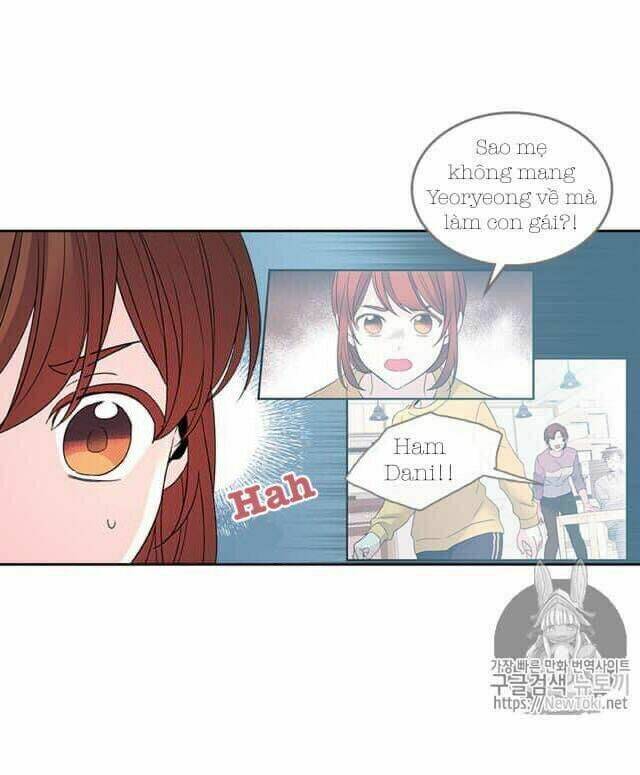 Sao mẹ
không mang
Yeoryeong về mà
làm con gái?!
Ham
Dani!!
Hah
가장 빠른 만화 번역사이트
구글검색 뉴토끼
https://NewToki.net